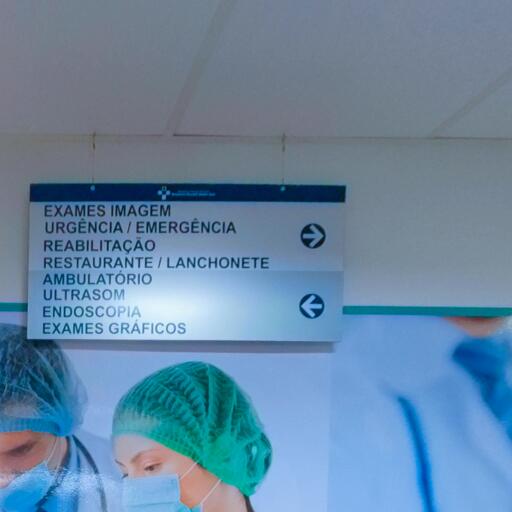 EXAMES IMAGEM
URGÊNCIA / EMERGÊNCIA
REABILITAÇÃO
RESTAURANTE / LANCHONETE
AMBULATÓRIO
ULTRASOM
ENDOSCOPIA
EXAMES GRÁFICOS